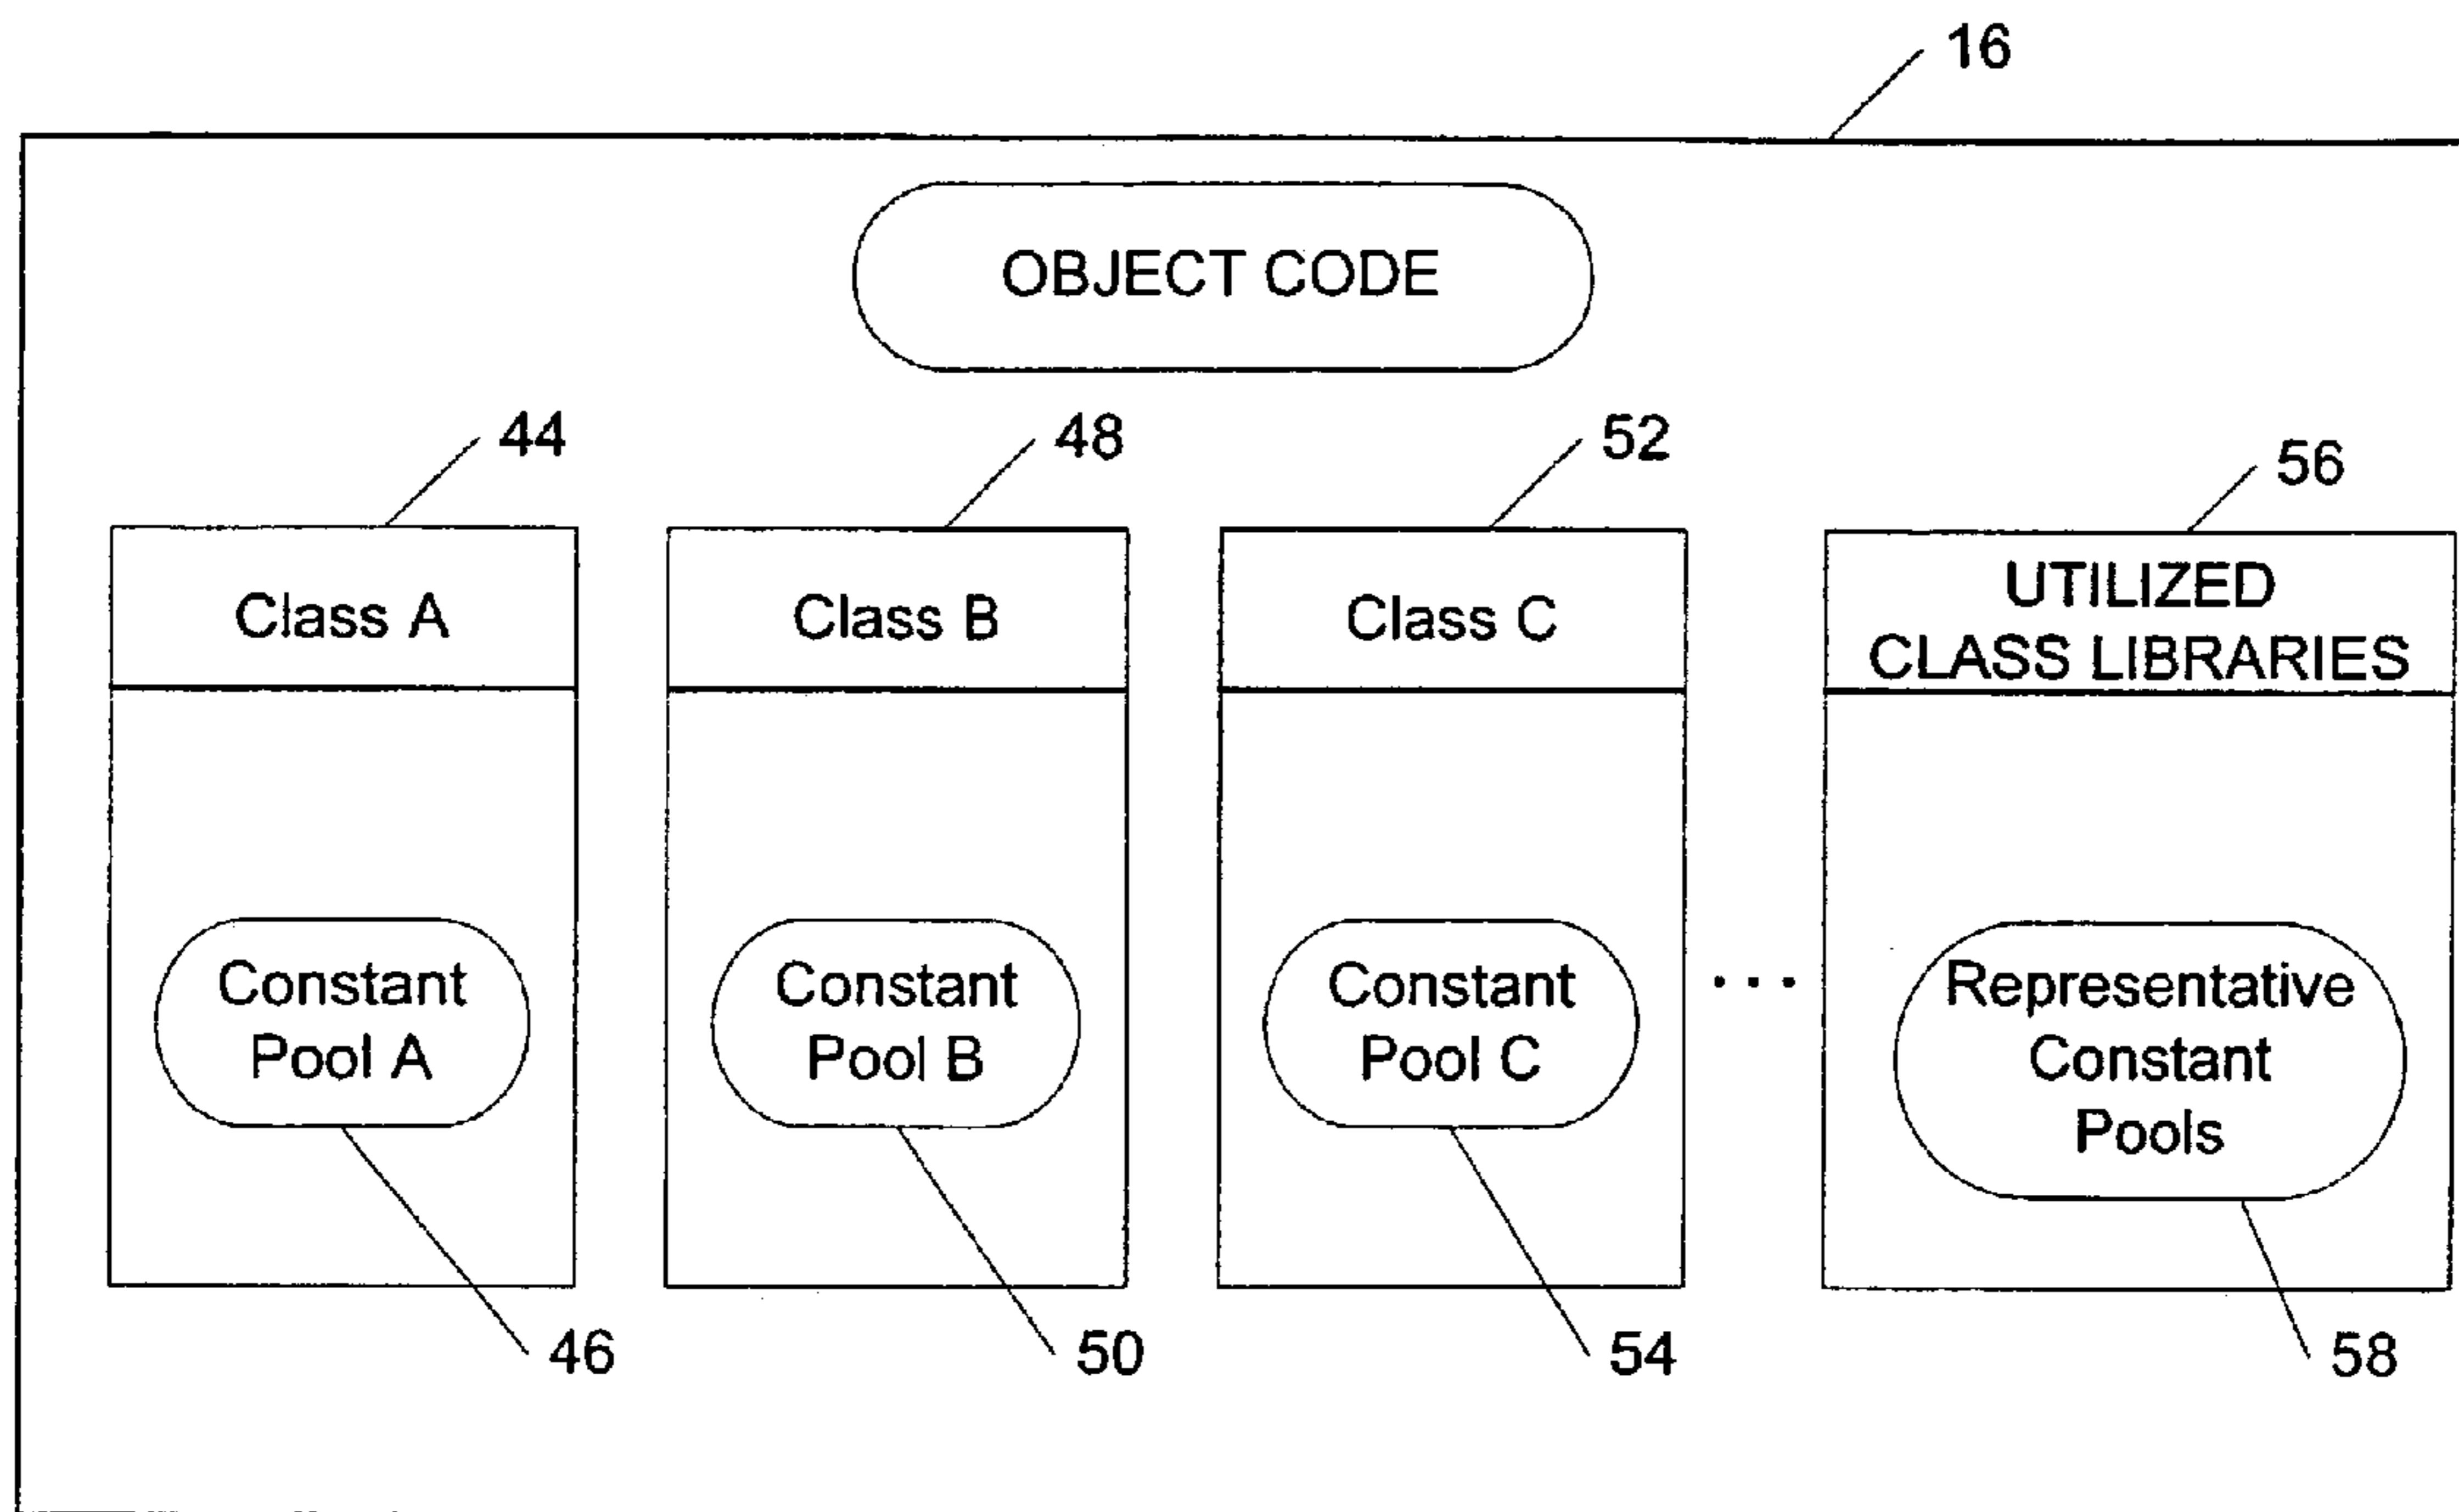 16
OBJECT CODE
44
48
52
56
Class A
Class B
Class C
UTILIZED
CLASS LIBRARIES
Constant
Pool A
Constant
Pool B
Constant
Pool C
...
Representative
Constant
Pools
46
50
54
58